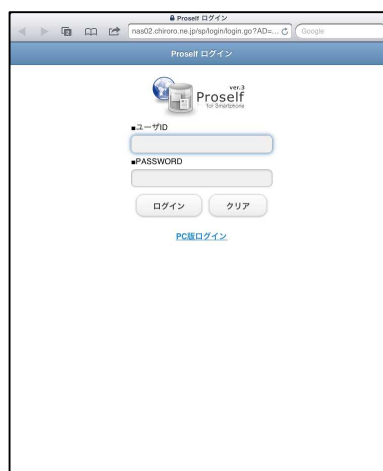 Proself ログイン
nas02.chiroro.ne.jp/sp/login/login.go?AD=...
Google
Proself ログイン
ver.3
Proself
for Smartphone
■ユーザID
■PASSWORD
ログイン
クリア
PC版ログイン